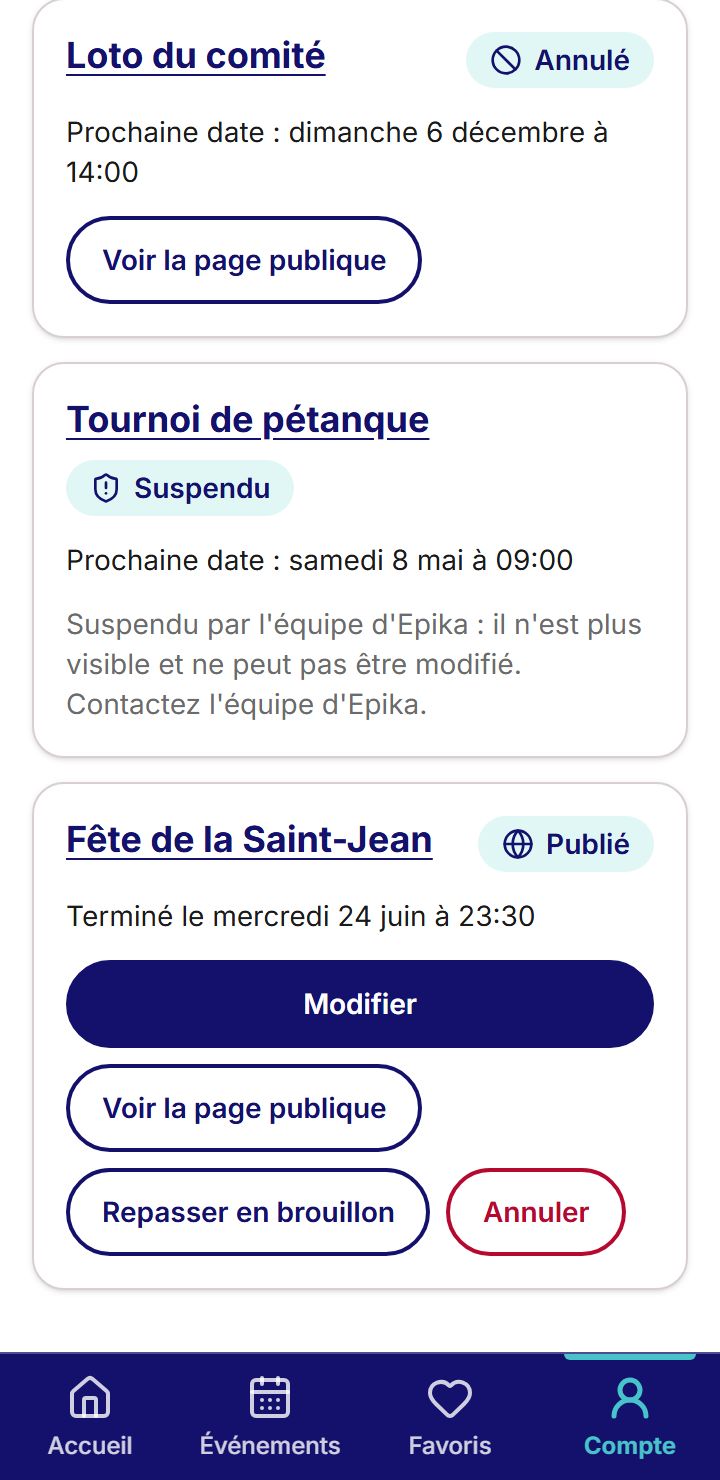 Loto du comité
Annulé
Prochaine date : dimanche 6 décembre à
14:00
Voir la page publique
Tournoi de pétanque
Suspendu
Prochaine date : samedi 8 mai à 09:00
Suspendu par l'équipe d'Epika : il n'est plus
visible et ne peut pas être modifié.
Contactez l'équipe d'Epika.
Fête de la Saint-Jean
Publié
Terminé le mercredi 24 juin à 23:30
Modifier
Voir la page publique
Repasser en brouillon
Annuler
Accueil
Événements
Favoris
Compte